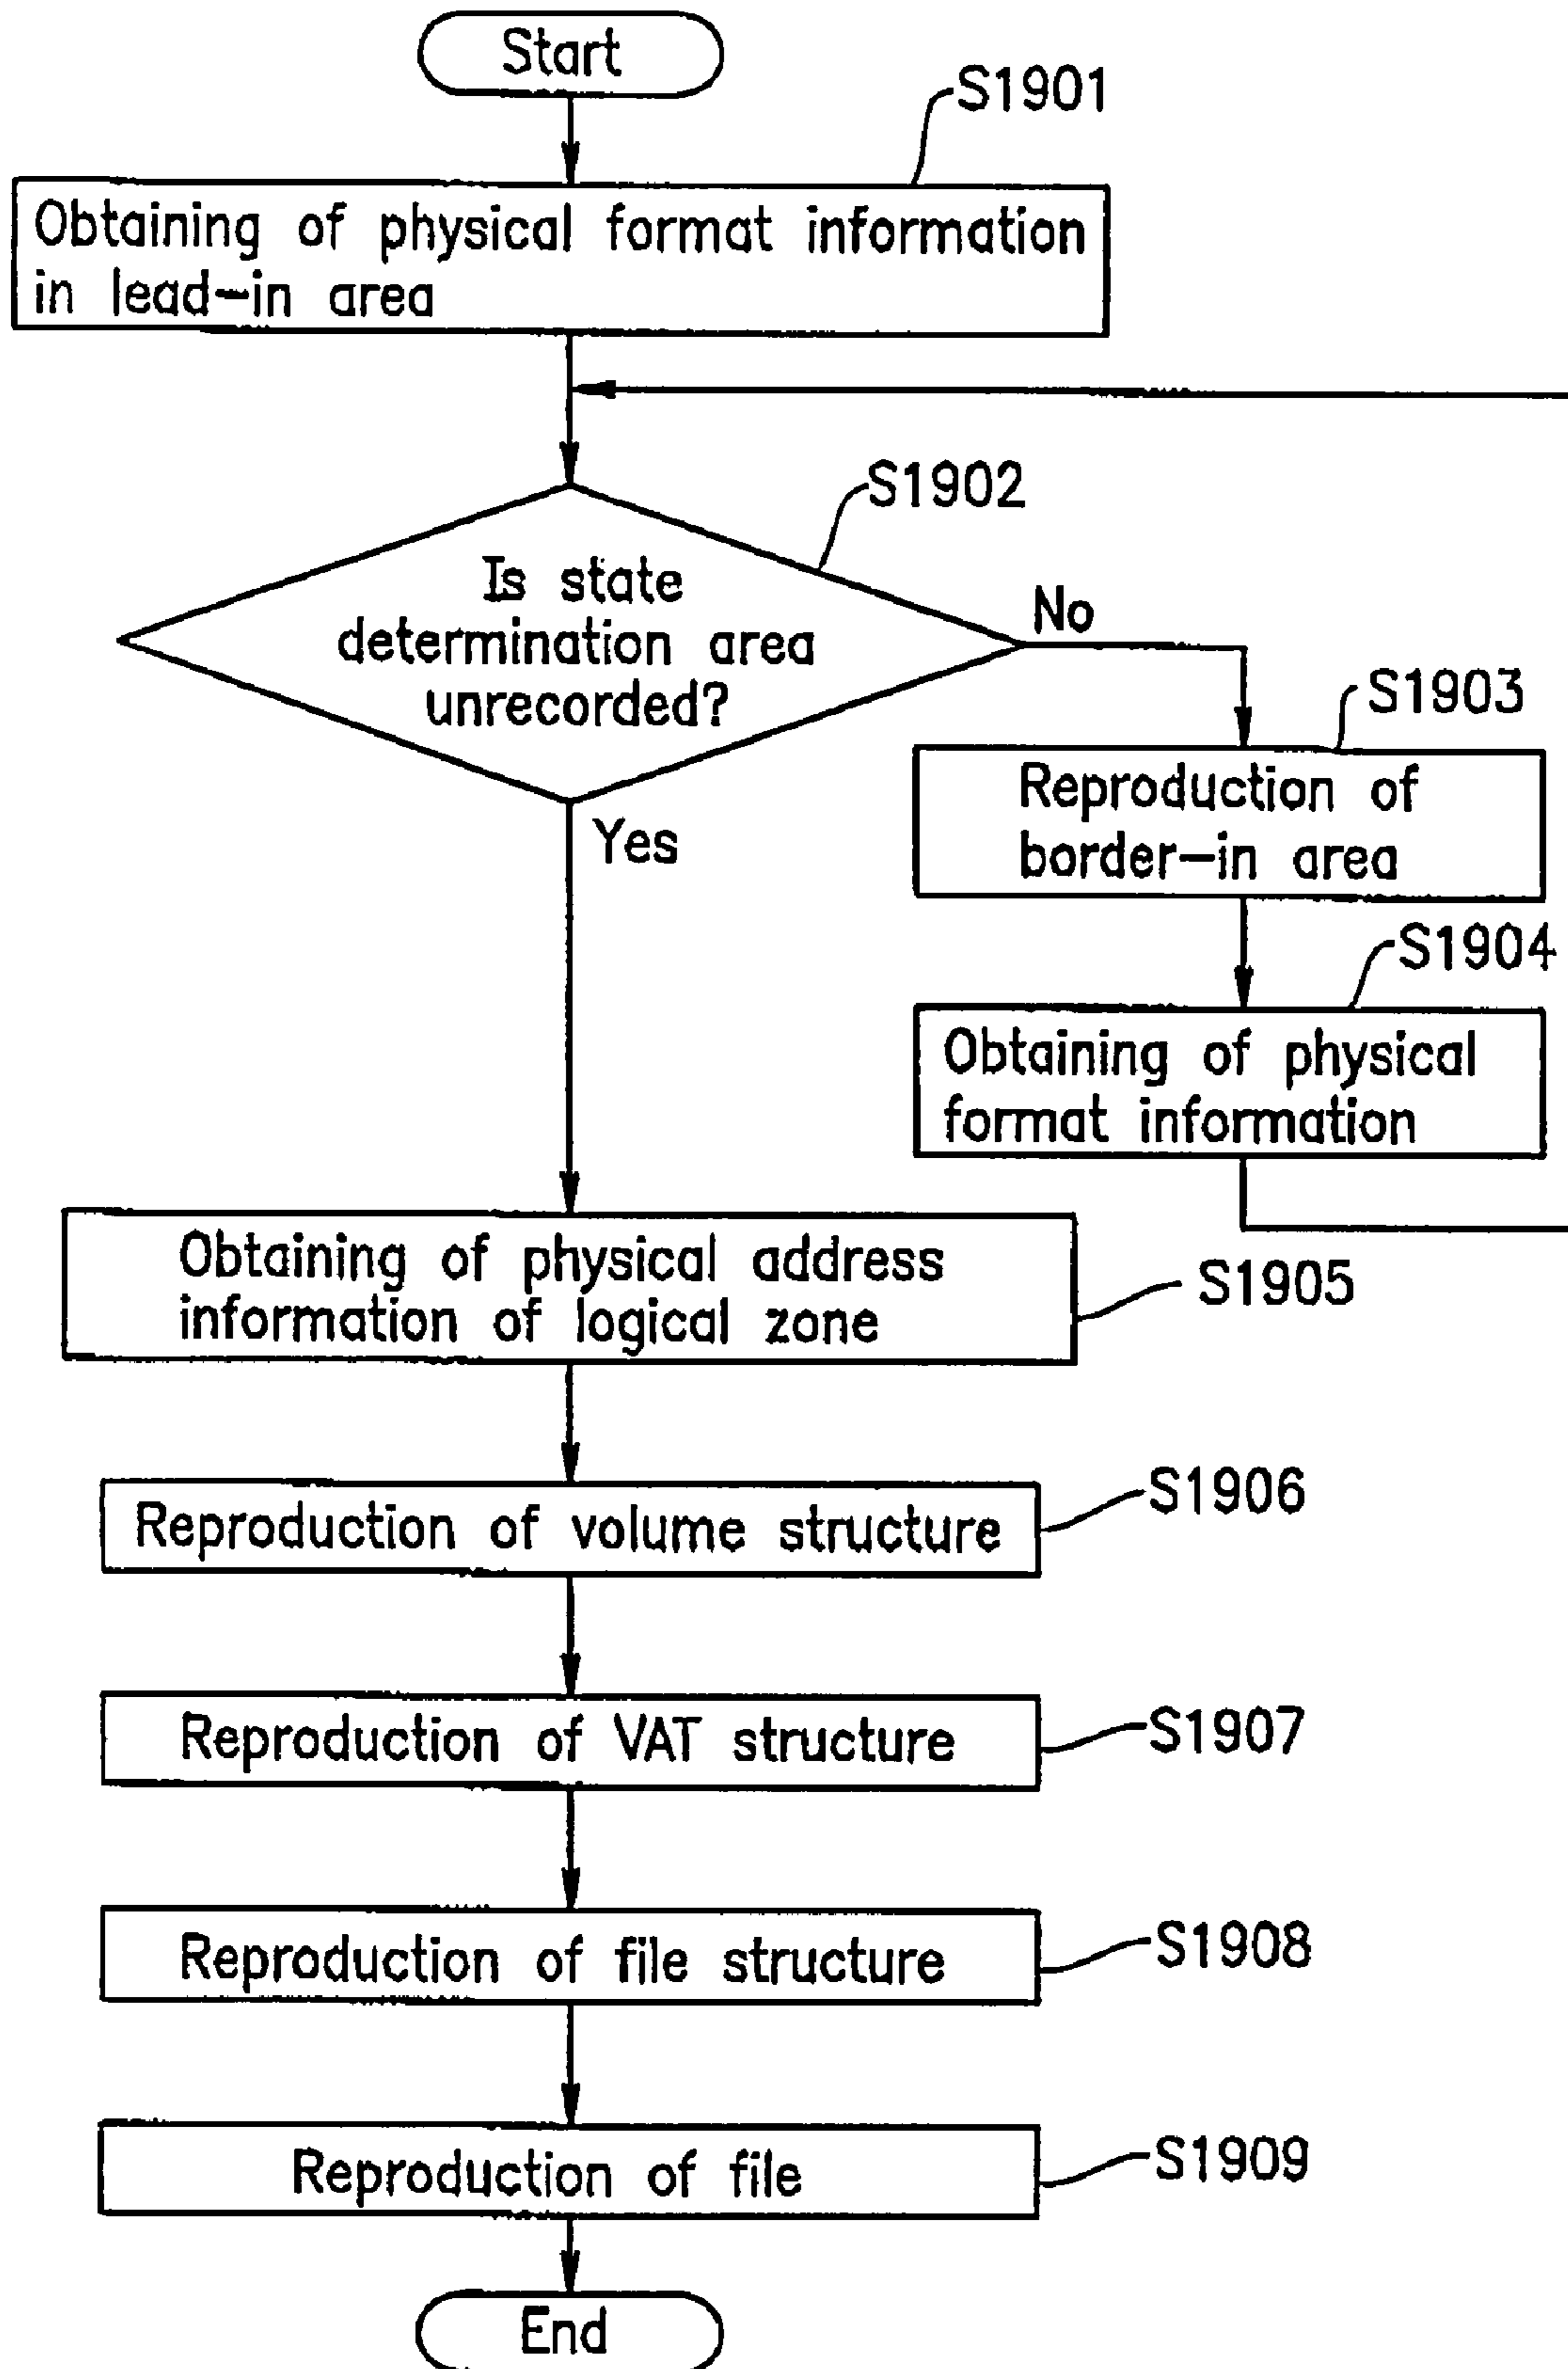 Start
S1901
Obtaining of physical format information
in lead-in area
S1902
Is state
determination area
unrecorded?
No
Yes
S1903
Reproduction of
border-in area
S1904
Obtaining of physical
format information
Obtaining of physical address
information of logical zone
S1905
Reproduction of volume structure
S1906
Reproduction of VAT structure
S1907
Reproduction of file structure
S1908
Reproduction of file
S1909
End